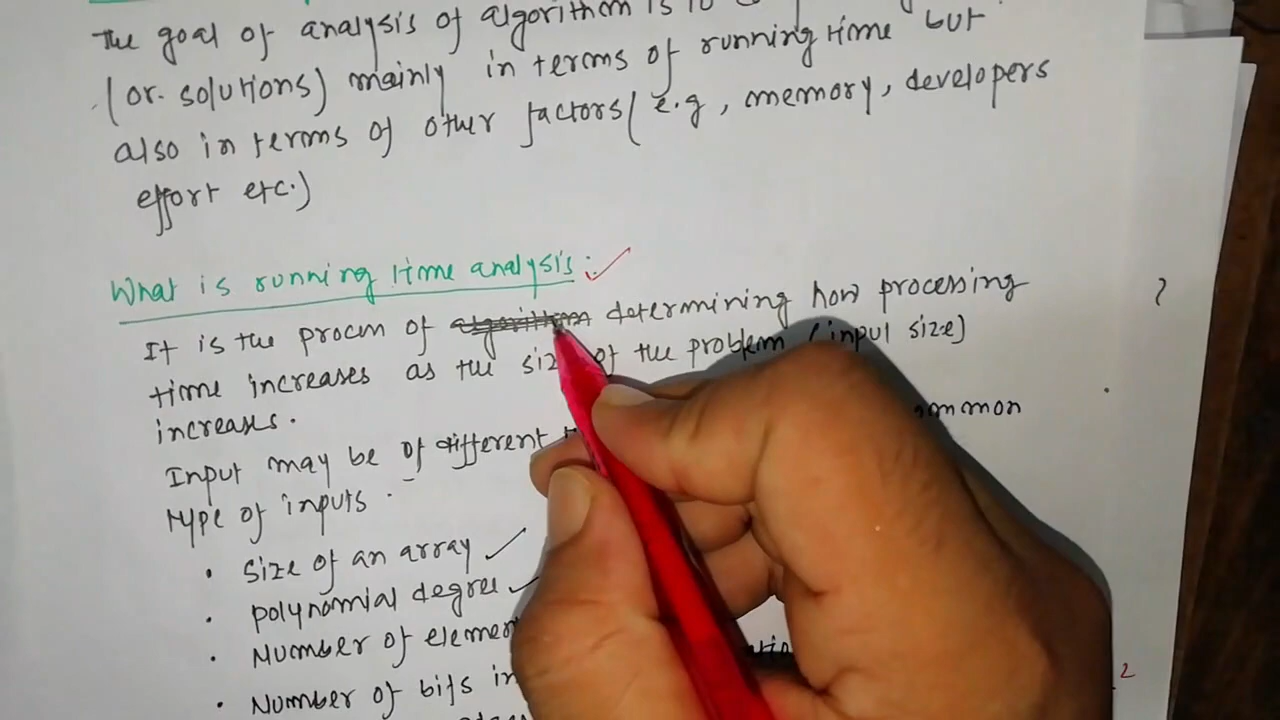 The goal of analysis of algorithm is to
(or solutions) mainly in terms of running time but
also in terms of other factors (e.g, memory, developers
effort etc.)
What is running time analysis:
It is the process of algorithm determining how processing
time increases as the size of the problem (input size)
increases.
Input may be of different common
type of inputs.
• Size of an array
• polynomial degree
• Number of
• Number of bits in
2